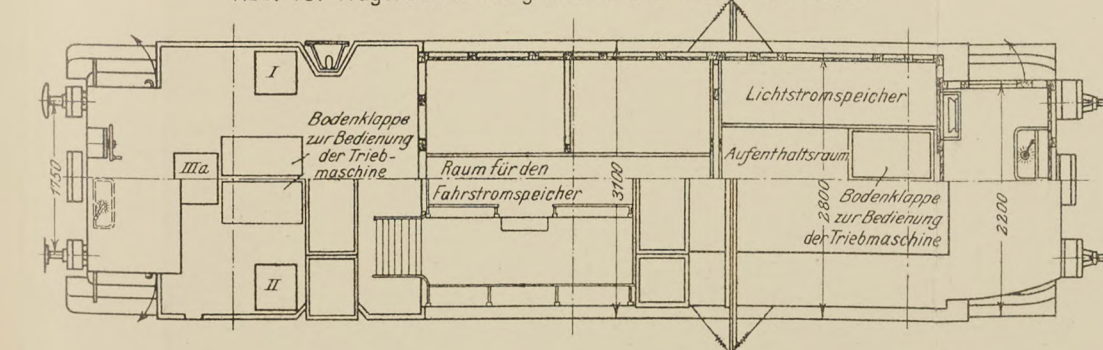 I
Bodenklappe
zur Bedienung
der Trieb-
maschine
IIIa
II
1750
Raum für den
Fahrstromspeicher
3100
Lichtstromspeicher
Aufenthaltsraum
Bodenklappe
zur Bedienung
der Triebmaschine
2800
2200